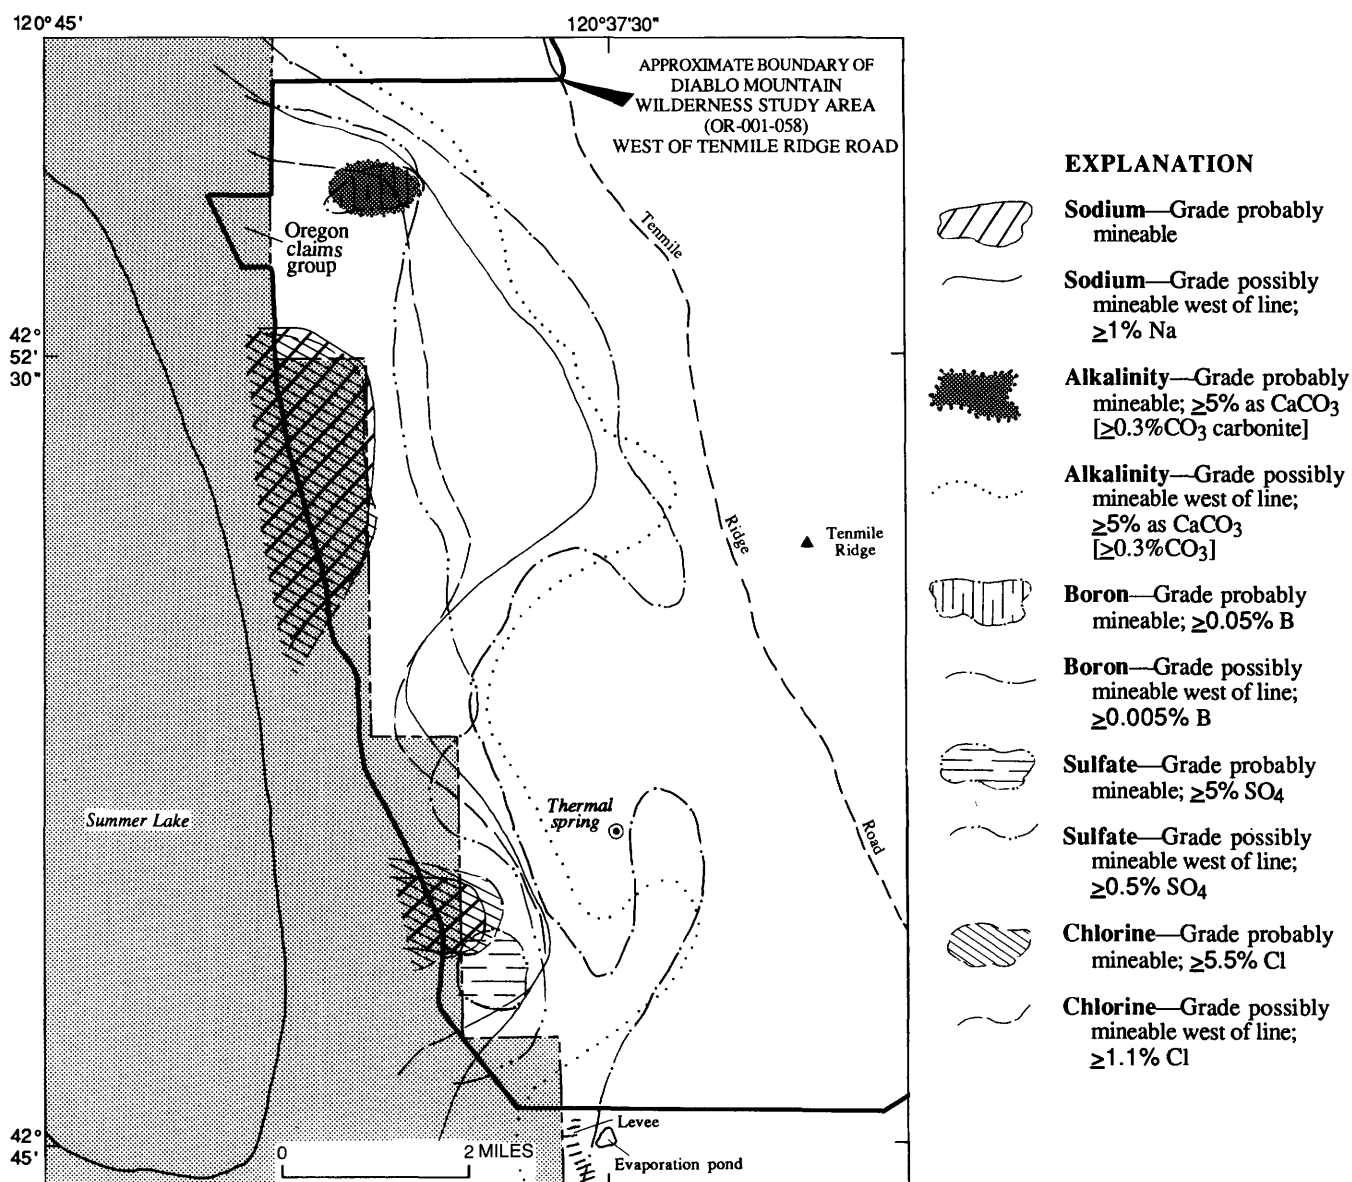 120° 45'
120°37'30"
APPROXIMATE BOUNDARY OF
DIABLO MOUNTAIN
WILDERNESS STUDY AREA
(OR-001-058)
WEST OF TENMILE RIDGE ROAD
Tenmile
Oregon
claims
group
42°
52'
30"
Ridge
Tenmile
Ridge
Thermal
spring
Summer Lake
Road
42°
45'
0
2 MILES
Levee
Evaporation pond
EXPLANATION
Sodium—Grade probably
mineable
Sodium—Grade possibly
mineable west of line;
≥1% Na
Alkalinity—Grade probably
mineable; ≥5% as CaCO3
[≥0.3%CO3 carbonite]
Alkalinity—Grade possibly
mineable west of line;
≥5% as CaCO3
[≥0.3%CO3]
Boron—Grade probably
mineable; ≥0.05% B
Boron—Grade possibly
mineable west of line;
≥0.005% B
Sulfate—Grade probably
mineable; ≥5% SO4
Sulfate—Grade possibly
mineable west of line;
≥0.5% SO4
Chlorine—Grade probably
mineable; ≥5.5% Cl
Chlorine—Grade possibly
mineable west of line;
≥1.1% Cl